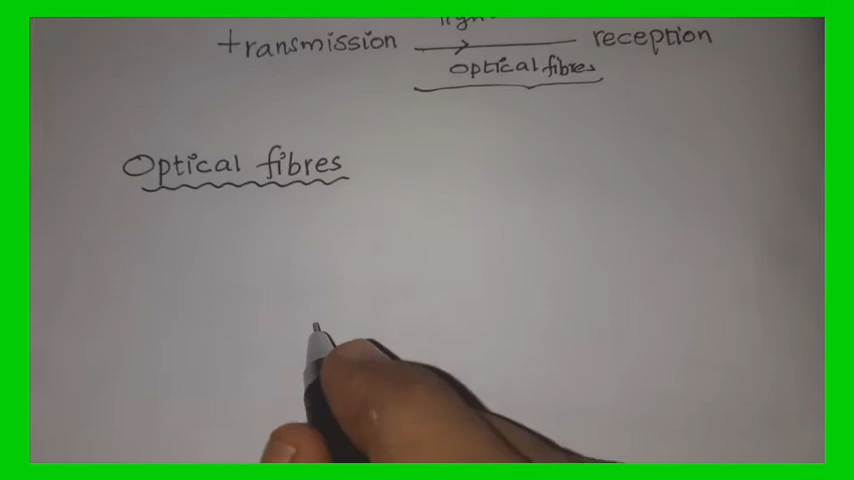 transmission reception
optical fibres
Optical fibres